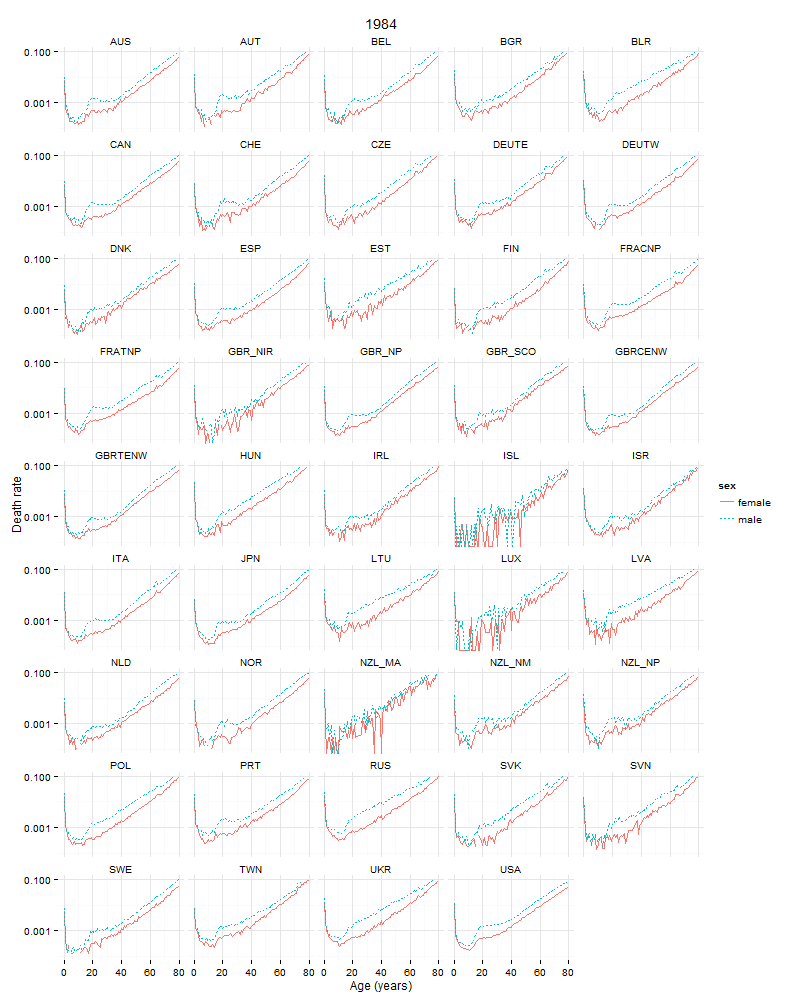 1984
AUS AUT BEL BGR BLR
0.100
0.001
CAN CHE CZE DEUTE DEUTW
0.100
0.001
DNK ESP EST FIN FRACNP
0.100
0.001
FRATNP GBR_NIR GBR_NP GBR_SCO GBRCENW
0.100
0.001
GBRTENW HUN IRL ISL ISR
0.100
0.001
Death rate
sex
female
male
ITA JPN LTU LUX LVA
0.100
0.001
NLD NOR NZL_MA NZL_NM NZL_NP
0.100
0.001
POL PRT RUS SVK SVN
0.100
0.001
SWE TWN UKR USA
0.100
0.001
0 20 40 60 80 0 20 40 60 80 0 20 40 60 80 0 20 40 60 80
Age (years)